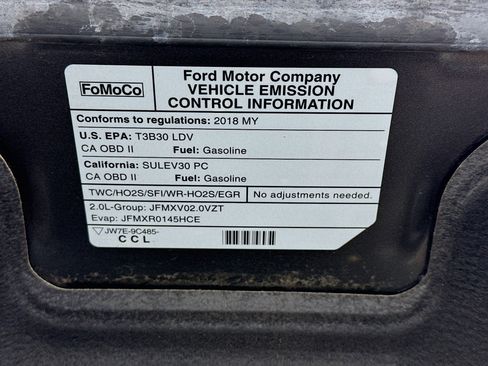 FoMoCo
Ford Motor Company
VEHICLE EMISSION
CONTROL INFORMATION
Conforms to regulations: 2018 MY
U.S. EPA: T3B30 LDV
CA OBD II Fuel: Gasoline
California: SULEV30 PC
CA OBD II Fuel: Gasoline
TWC/HO2S/SFI/WR-HO2S/EGR No adjustments needed.
2.0L-Group: JFMXV02.0VZT
Evap: JFMXR0145HCE
JW7E-9C485-
C C L